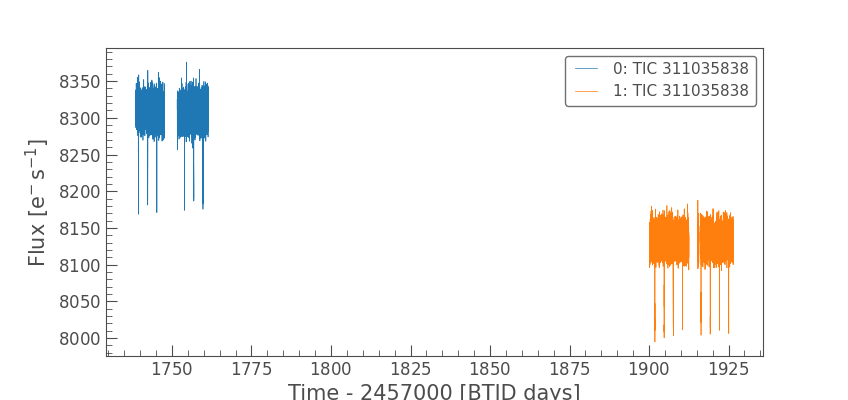 0: TIC 311035838
1: TIC 311035838
8350
8300
8250
8200
8150
8100
8050
8000
Flux [e⁻ s⁻¹]
1750 1775 1800 1825 1850 1875 1900 1925
Time - 2457000 [BTJD days]